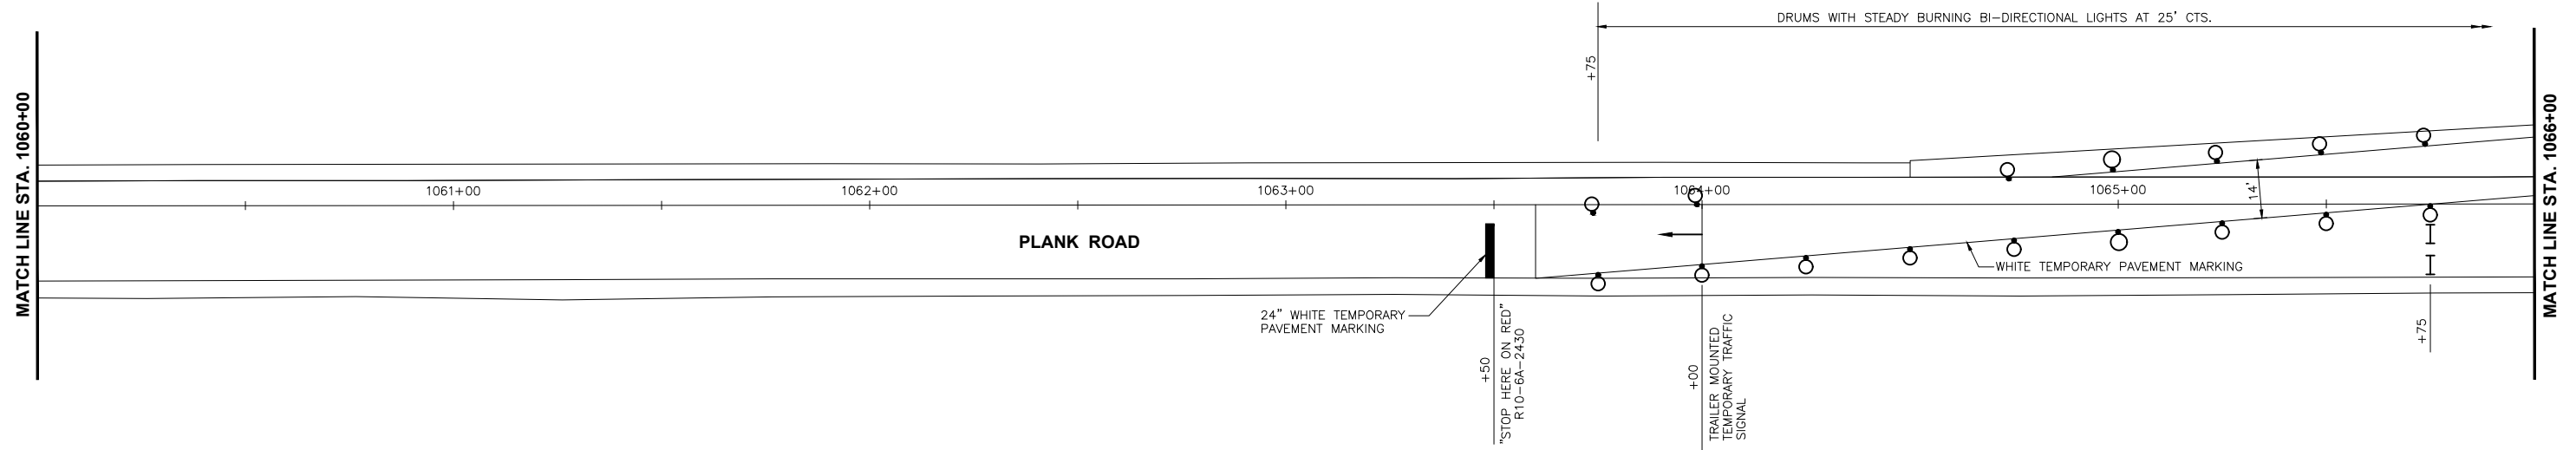 DRUMS WITH STEADY BURNING BI-DIRECTIONAL LIGHTS AT 25' CTS.
+75
MATCH LINE STA. 1060+00
MATCH LINE STA. 1066+00
1061+00
1062+00
1063+00
1064+00
1065+00
14'
PLANK ROAD
WHITE TEMPORARY PAVEMENT MARKING
24" WHITE TEMPORARY
PAVEMENT MARKING
+50
"STOP HERE ON RED"
R10-6A-2430
+00
TRAILER MOUNTED
TEMPORARY TRAFFIC
SIGNAL
+75